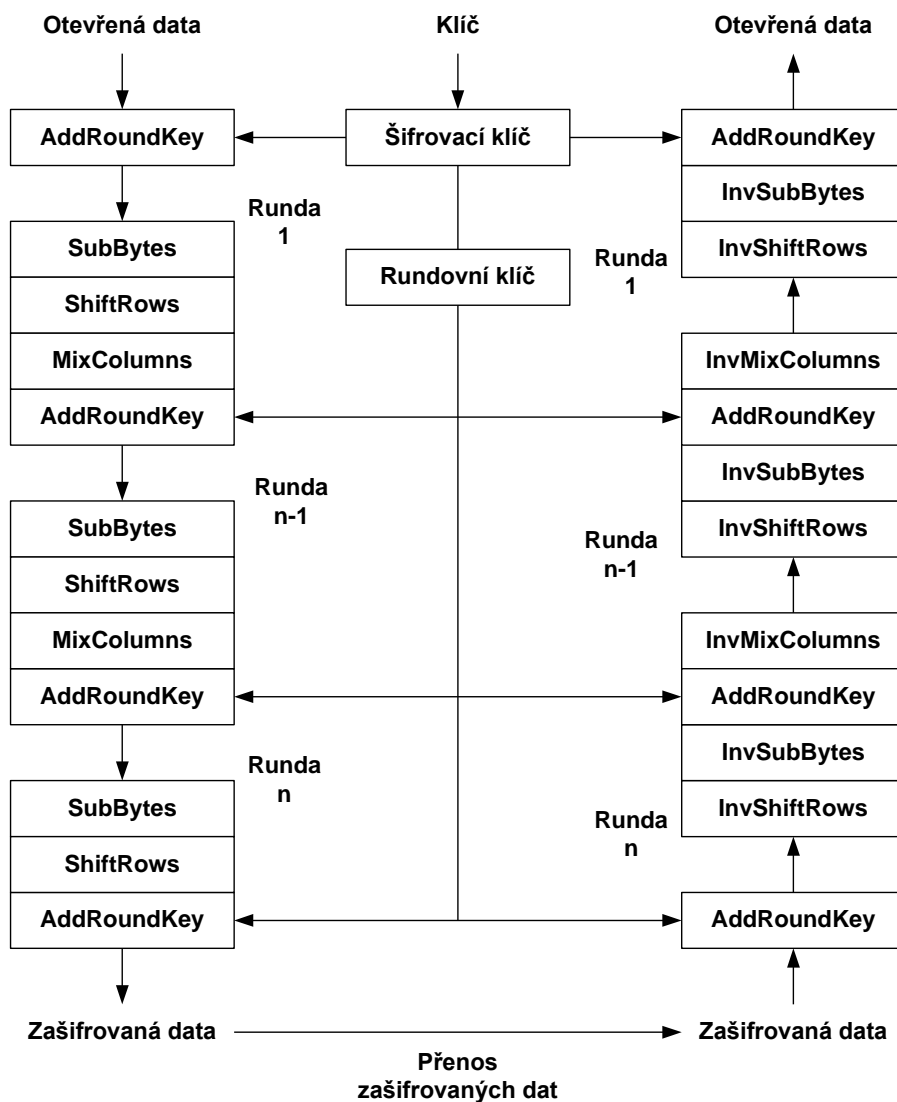 Otevřená data
AddRoundKey
Runda
1
SubBytes
ShiftRows
MixColumns
AddRoundKey
Runda
n-1
SubBytes
ShiftRows
MixColumns
AddRoundKey
Runda
n
SubBytes
ShiftRows
AddRoundKey
Zašifrovaná data
Klíč
Šifrovací klíč
Rundovní klíč
Přenos
zašifrovaných dat
Otevřená data
AddRoundKey
InvSubBytes
InvShiftRows
Runda
1
InvMixColumns
AddRoundKey
InvSubBytes
InvShiftRows
Runda
n-1
InvMixColumns
AddRoundKey
InvSubBytes
InvShiftRows
Runda
n
AddRoundKey
Zašifrovaná data